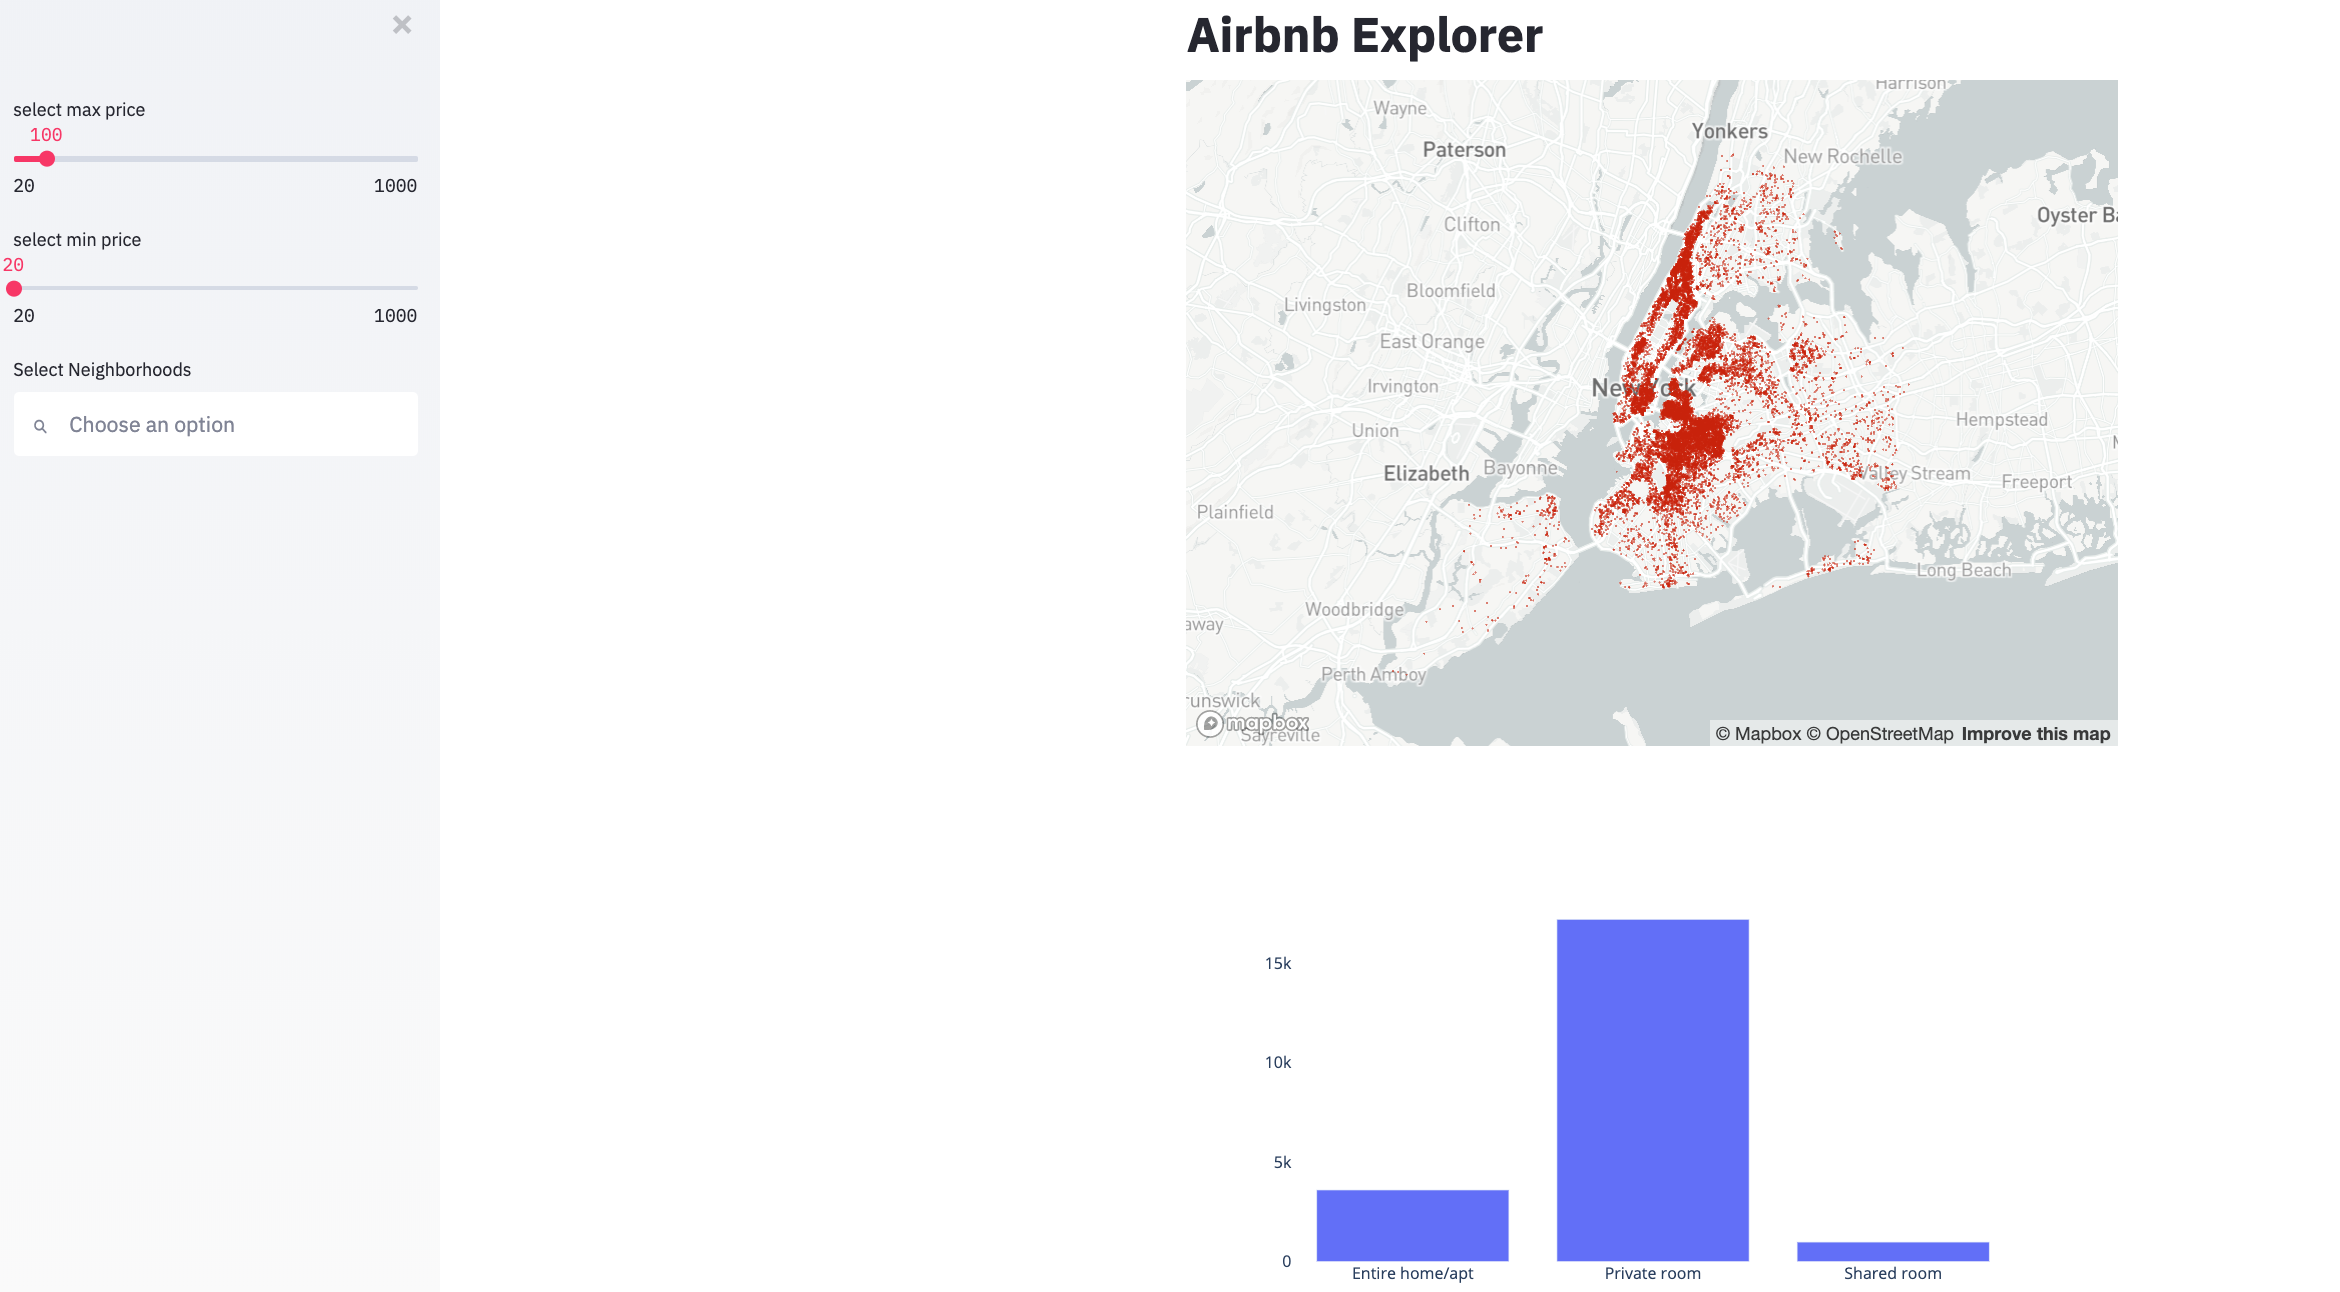 select max price
100
20 1000
select min price
20
20 1000
Select Neighborhoods
Choose an option
Airbnb Explorer
Harrison
Wayne
Yonkers
Paterson
New Rochelle
Oyster Ba
Clifton
Bloomfield
Livingston
East Orange
Irvington
New York
Hempstead
Union
Elizabeth
Bayonne
Valley Stream
Freeport
Plainfield
Long Beach
Woodbridge
away
Perth Amboy
runswick
mapbox
Sayreville
© Mapbox © OpenStreetMap Improve this map
15k
10k
5k
0
Entire home/apt Private room Shared room